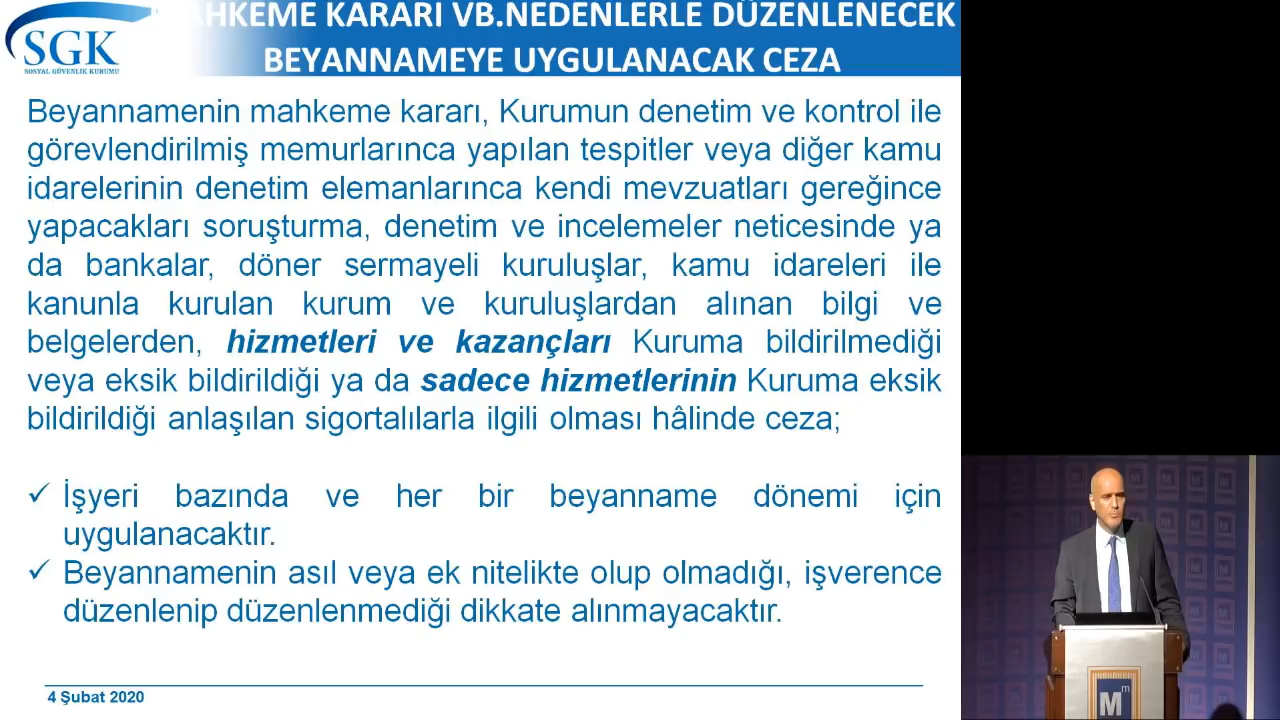 MAHKEME KARARI VB.NEDENLERLE DÜZENLENECEK
BEYANNAMEYE UYGULANACAK CEZA
SGK
SOSYAL GÜVENLİK KURUMU
Beyannamenin mahkeme kararı, Kurumun denetim ve kontrol ile
görevlendirilmiş memurlarınca yapılan tespitler veya diğer kamu
idarelerinin denetim elemanlarınca kendi mevzuatları gereğince
yapacakları soruşturma, denetim ve incelemeler neticesinde ya
da bankalar, döner sermayeli kuruluşlar, kamu idareleri ile
kanunla kurulan kurum ve kuruluşlardan alınan bilgi ve
belgelerden, hizmetleri ve kazançları Kuruma bildirilmediği
veya eksik bildirildiği ya da sadece hizmetlerinin Kuruma eksik
bildirildiği anlaşılan sigortalılarla ilgili olması hâlinde ceza;
✓ İşyeri bazında ve her bir beyanname dönemi için
uygulanacaktır.
✓ Beyannamenin asıl veya ek nitelikte olup olmadığı, işverence
düzenlenip düzenlenmediği dikkate alınmayacaktır.
4 Şubat 2020
M m